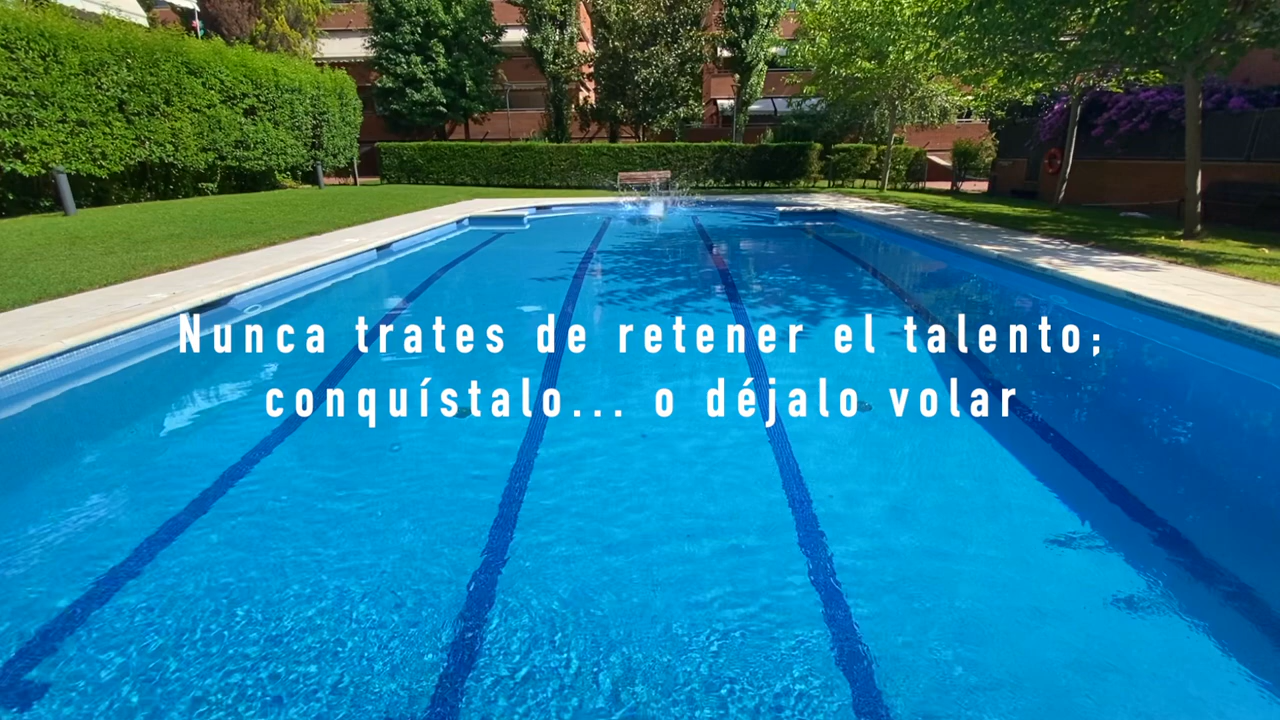 Nunca trates de retener el talento;
conquístalo... o déjalo volar